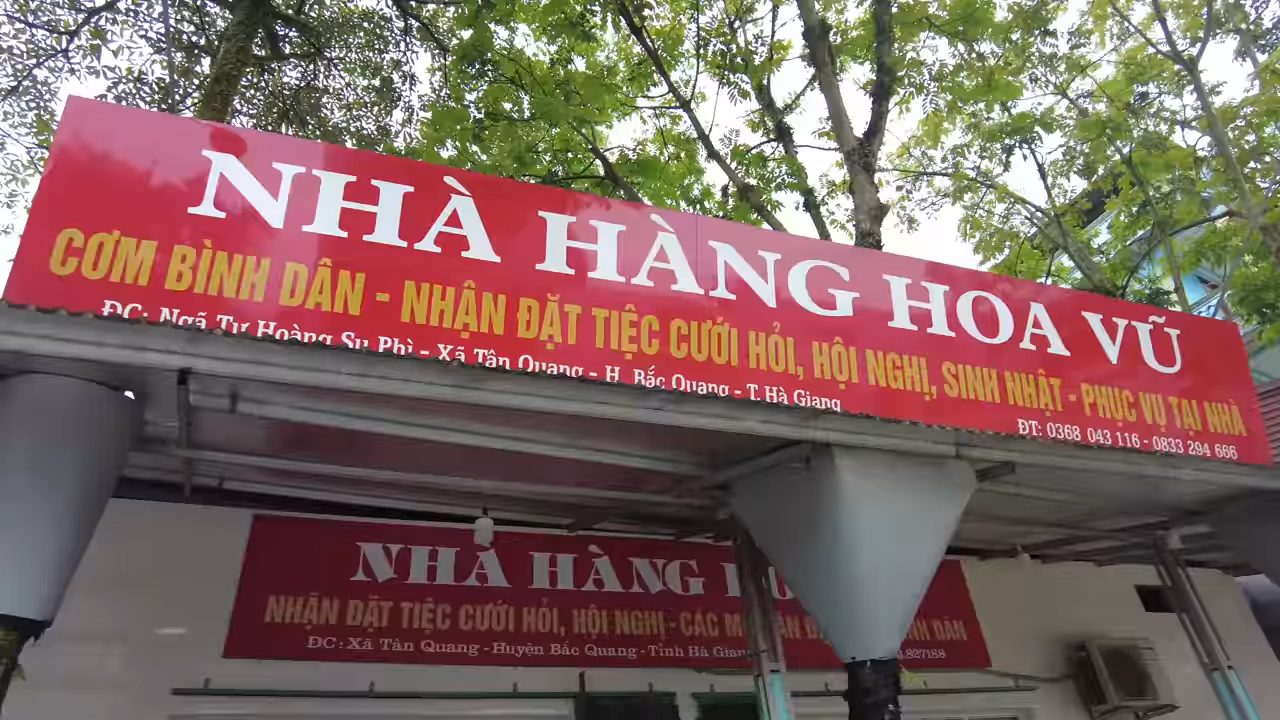 NHÀ HÀNG HOA VŨ
CƠM BÌNH DÂN - NHẬN ĐẶT TIỆC CƯỚI HỎI, HỘI NGHỊ, SINH NHẬT - PHỤC VỤ TẠI NHÀ
ĐC: Ngã Tư Hoàng Su Phì - Xã Tân Quang - H. Bắc Quang - T. Hà Giang
ĐT: 0368 043 116 - 0833 294 666
NHÀ HÀNG
NHẬN ĐẶT TIỆC CƯỚI HỎI, HỘI NGHỊ - CÁC DÂN
ĐC: Xã Tân Quang - Huyện Bắc Quang - Tỉnh Hà Giang